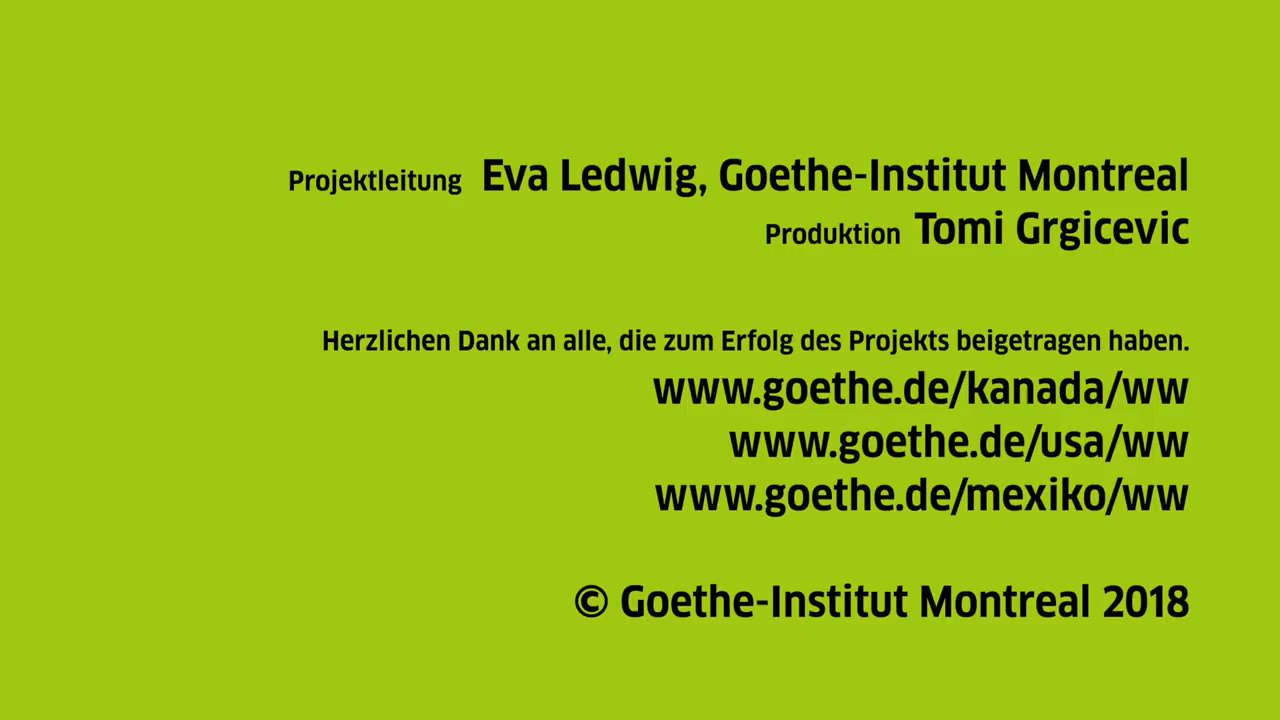 Projektleitung Eva Ledwig, Goethe-Institut Montreal
Produktion Tomi Grgicevic
Herzlichen Dank an alle, die zum Erfolg des Projekts beigetragen haben.
www.goethe.de/kanada/ww
www.goethe.de/usa/ww
www.goethe.de/mexiko/ww
© Goethe-Institut Montreal 2018